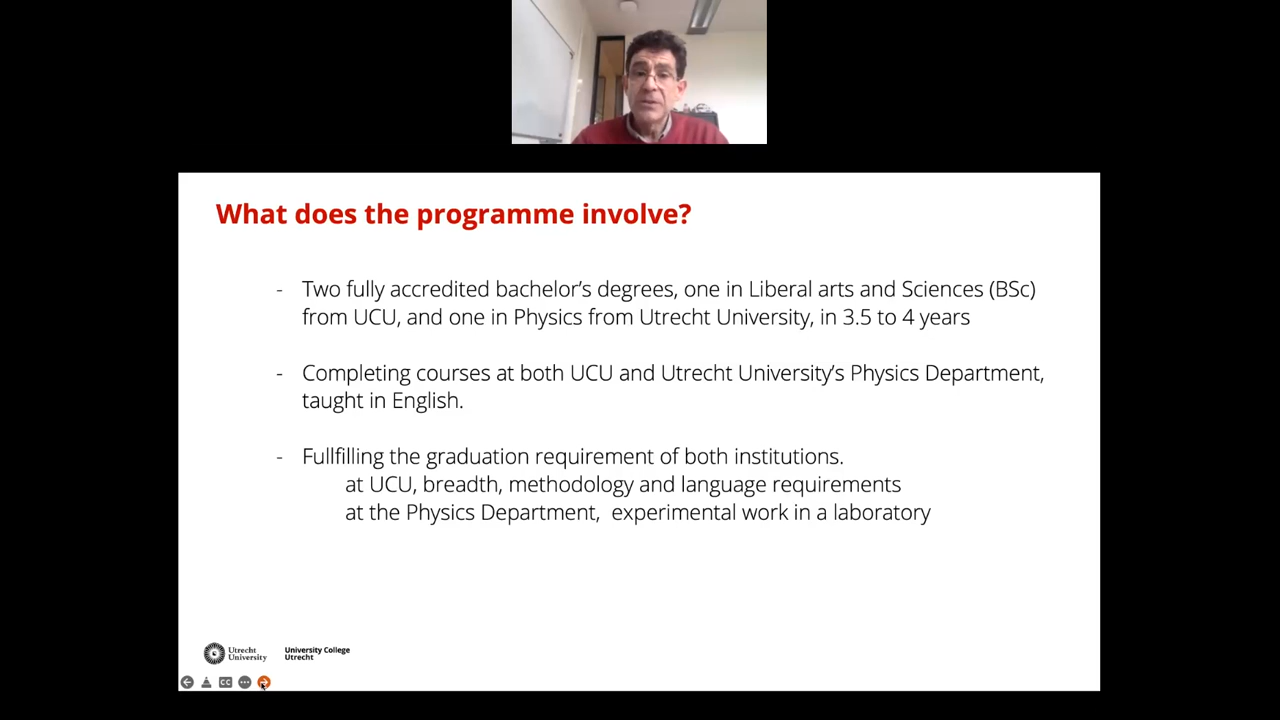 What does the programme involve?
- Two fully accredited bachelor's degrees, one in Liberal arts and Sciences (BSc)
from UCU, and one in Physics from Utrecht University, in 3.5 to 4 years
- Completing courses at both UCU and Utrecht University's Physics Department,
taught in English.
- Fullfilling the graduation requirement of both institutions.
at UCU, breadth, methodology and language requirements
at the Physics Department, experimental work in a laboratory
Utrecht
University
University College
Utrecht
CC